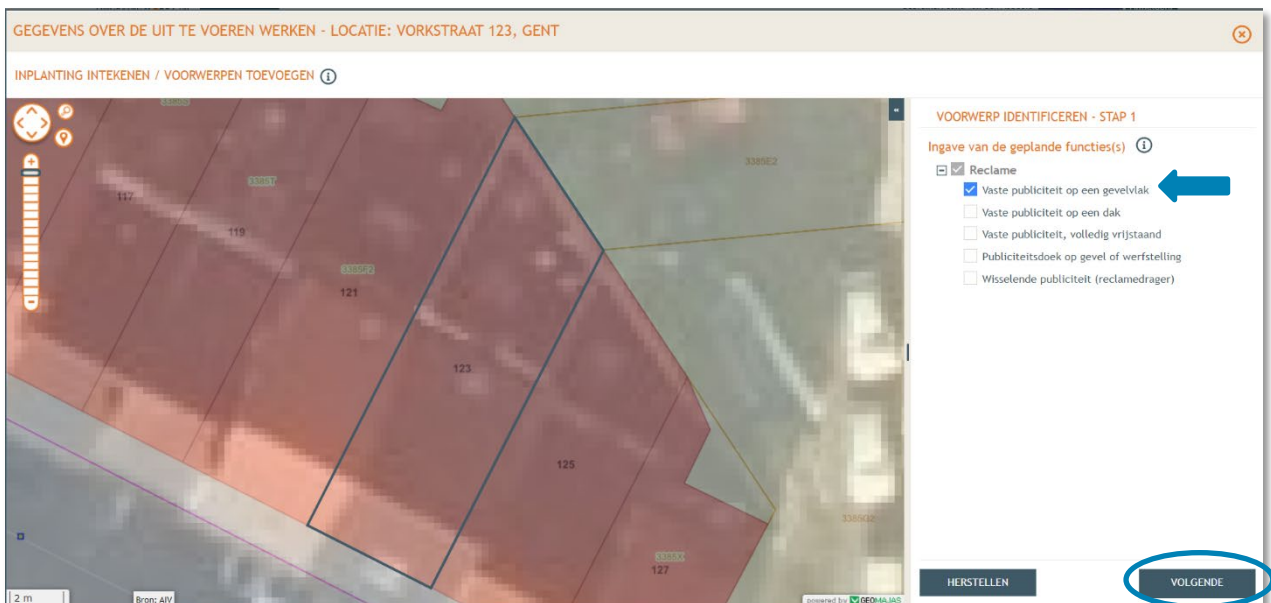 GEGEVENS OVER DE UIT TE VOEREN WERKEN - LOCATIE: VORKSTRAAT 123, GENT
INPLANTING INTEKENEN / VOORWERPEN TOEVOEGEN
VOORWERP IDENTIFICEREN - STAP 1
Ingave van de geplande functies(s)
Reclame
Vaste publiciteit op een gevelvlak
Vaste publiciteit op een dak
Vaste publiciteit, volledig vrijstaand
Publiciteitsdoek op gevel of werfstelling
Wisselende publiciteit (reclamedrager)
3385E2
3385T
117
119
121
123
125
3385X
127
2 m
Bron: AIV
powered by GEOMAJAS
HERSTELLEN
VOLGENDE